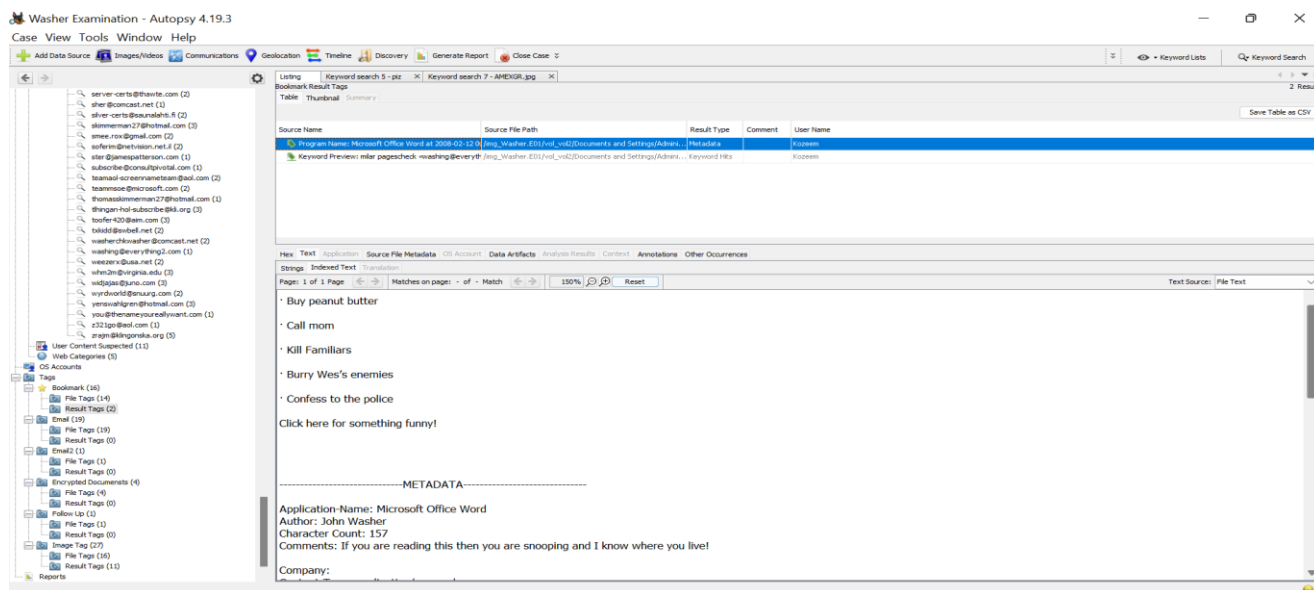 Washer Examination - Autopsy 4.19.3
Case View Tools Window Help
Add Data Source Images/Videos Communications Geolocation Timeline Discovery Generate Report Close Case Keyword Lists Keyword Search
Listing Keyword search 5 - piz Keyword search 7 - AMEXGR.jpg
Bookmark Result Tags
2 Resu
Table Thumbnail Summary
Save Table as CSV
Source Name Source File Path Result Type Comment User Name
Program Name: Microsoft Office Word at 2008-02-12 0 /img_Washer.E01/vol_vol2/Documents and Settings/Admini... Metadata Kozeem
Keyword Preview: milar pagescheck «washing@everyth /img_Washer.E01/vol_vol2/Documents and Settings/Admini... Keyword Hits Kozeem
server-certs@thawte.com (2)
sher@comcast.net (1)
silver-certs@saunalahti.fi (2)
skimmerman27@hotmail.com (3)
smee.rox@gmail.com (2)
soferim@netvision.net.il (2)
ster@jamespatterson.com (1)
subscribe@consultpivotal.com (1)
teamaol-screennameteam@aol.com (2)
teammsoe@microsoft.com (2)
thomasskimmerman27@hotmail.com (1)
thingan-hol-subscribe@kli.org (3)
toofer420@aim.com (3)
txkidd@swbell.net (2)
washerchkwasher@comcast.net (2)
washing@everything2.com (1)
weezerx@usa.net (2)
whm2m@virginia.edu (3)
widjajas@juno.com (3)
wyrdworld@snuurg.com (2)
yenswahlgren@hotmail.com (3)
you@thenameyoureallywant.com (1)
z321go@aol.com (1)
zrajm@klingonska.org (5)
User Content Suspected (11)
Web Categories (5)
OS Accounts
Tags
Bookmark (16)
File Tags (14)
Result Tags (2)
Email (19)
File Tags (19)
Result Tags (0)
Email2 (1)
File Tags (1)
Result Tags (0)
Encrypted Documensts (4)
File Tags (4)
Result Tags (0)
Follow Up (1)
File Tags (1)
Result Tags (0)
Image Tag (27)
File Tags (16)
Result Tags (11)
Reports
Hex Text Application Source File Metadata OS Account Data Artifacts Analysis Results Context Annotations Other Occurrences
Strings Indexed Text Translation
Page: 1 of 1 Page Matches on page: - of - Match 150% Reset Text Source: File Text
· Buy peanut butter
· Call mom
· Kill Familiars
· Burry Wes's enemies
· Confess to the police
Click here for something funny!
------------------------------METADATA------------------------------
Application-Name: Microsoft Office Word
Author: John Washer
Character Count: 157
Comments: If you are reading this then you are snooping and I know where you live!
Company: